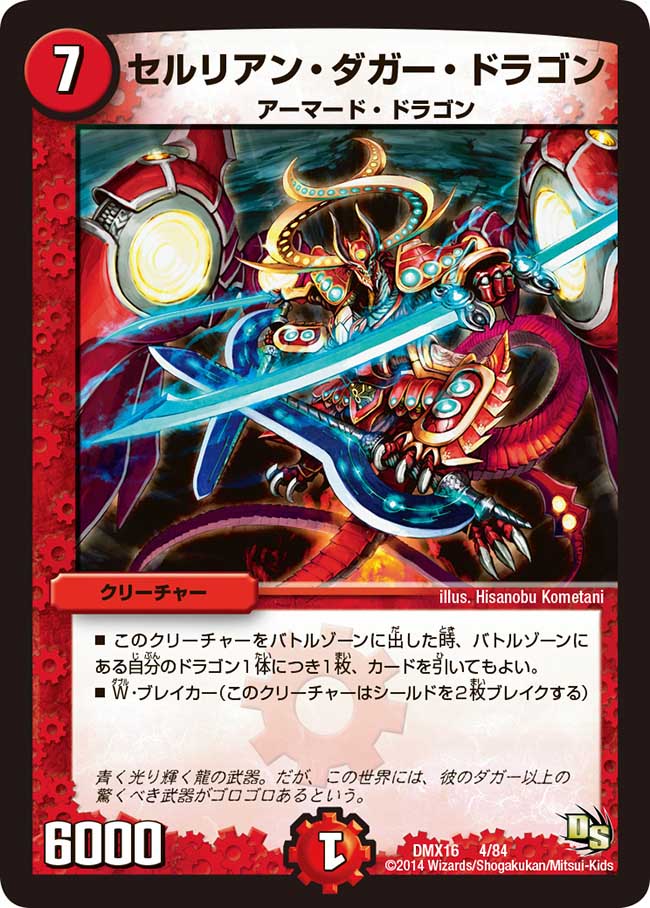 7
セルリアン・ダガー・ドラゴン
アーマード・ドラゴン
クリーチャー
illus. Hisanobu Kometani
■ このクリーチャーをバトルゾーンに出した時、バトルゾーンに
ある自分のドラゴン1体につき1枚、カードを引いてもよい。
■ W・ブレイカー(このクリーチャーはシールドを2枚ブレイクする)
青く光り輝く龍の武器。だが、この世界には、彼のダガー以上の
驚くべき武器がゴロゴロあるという。
6000
1
DS
DMX16 4/84
©2014 Wizards/Shogakukan/Mitsui-Kids